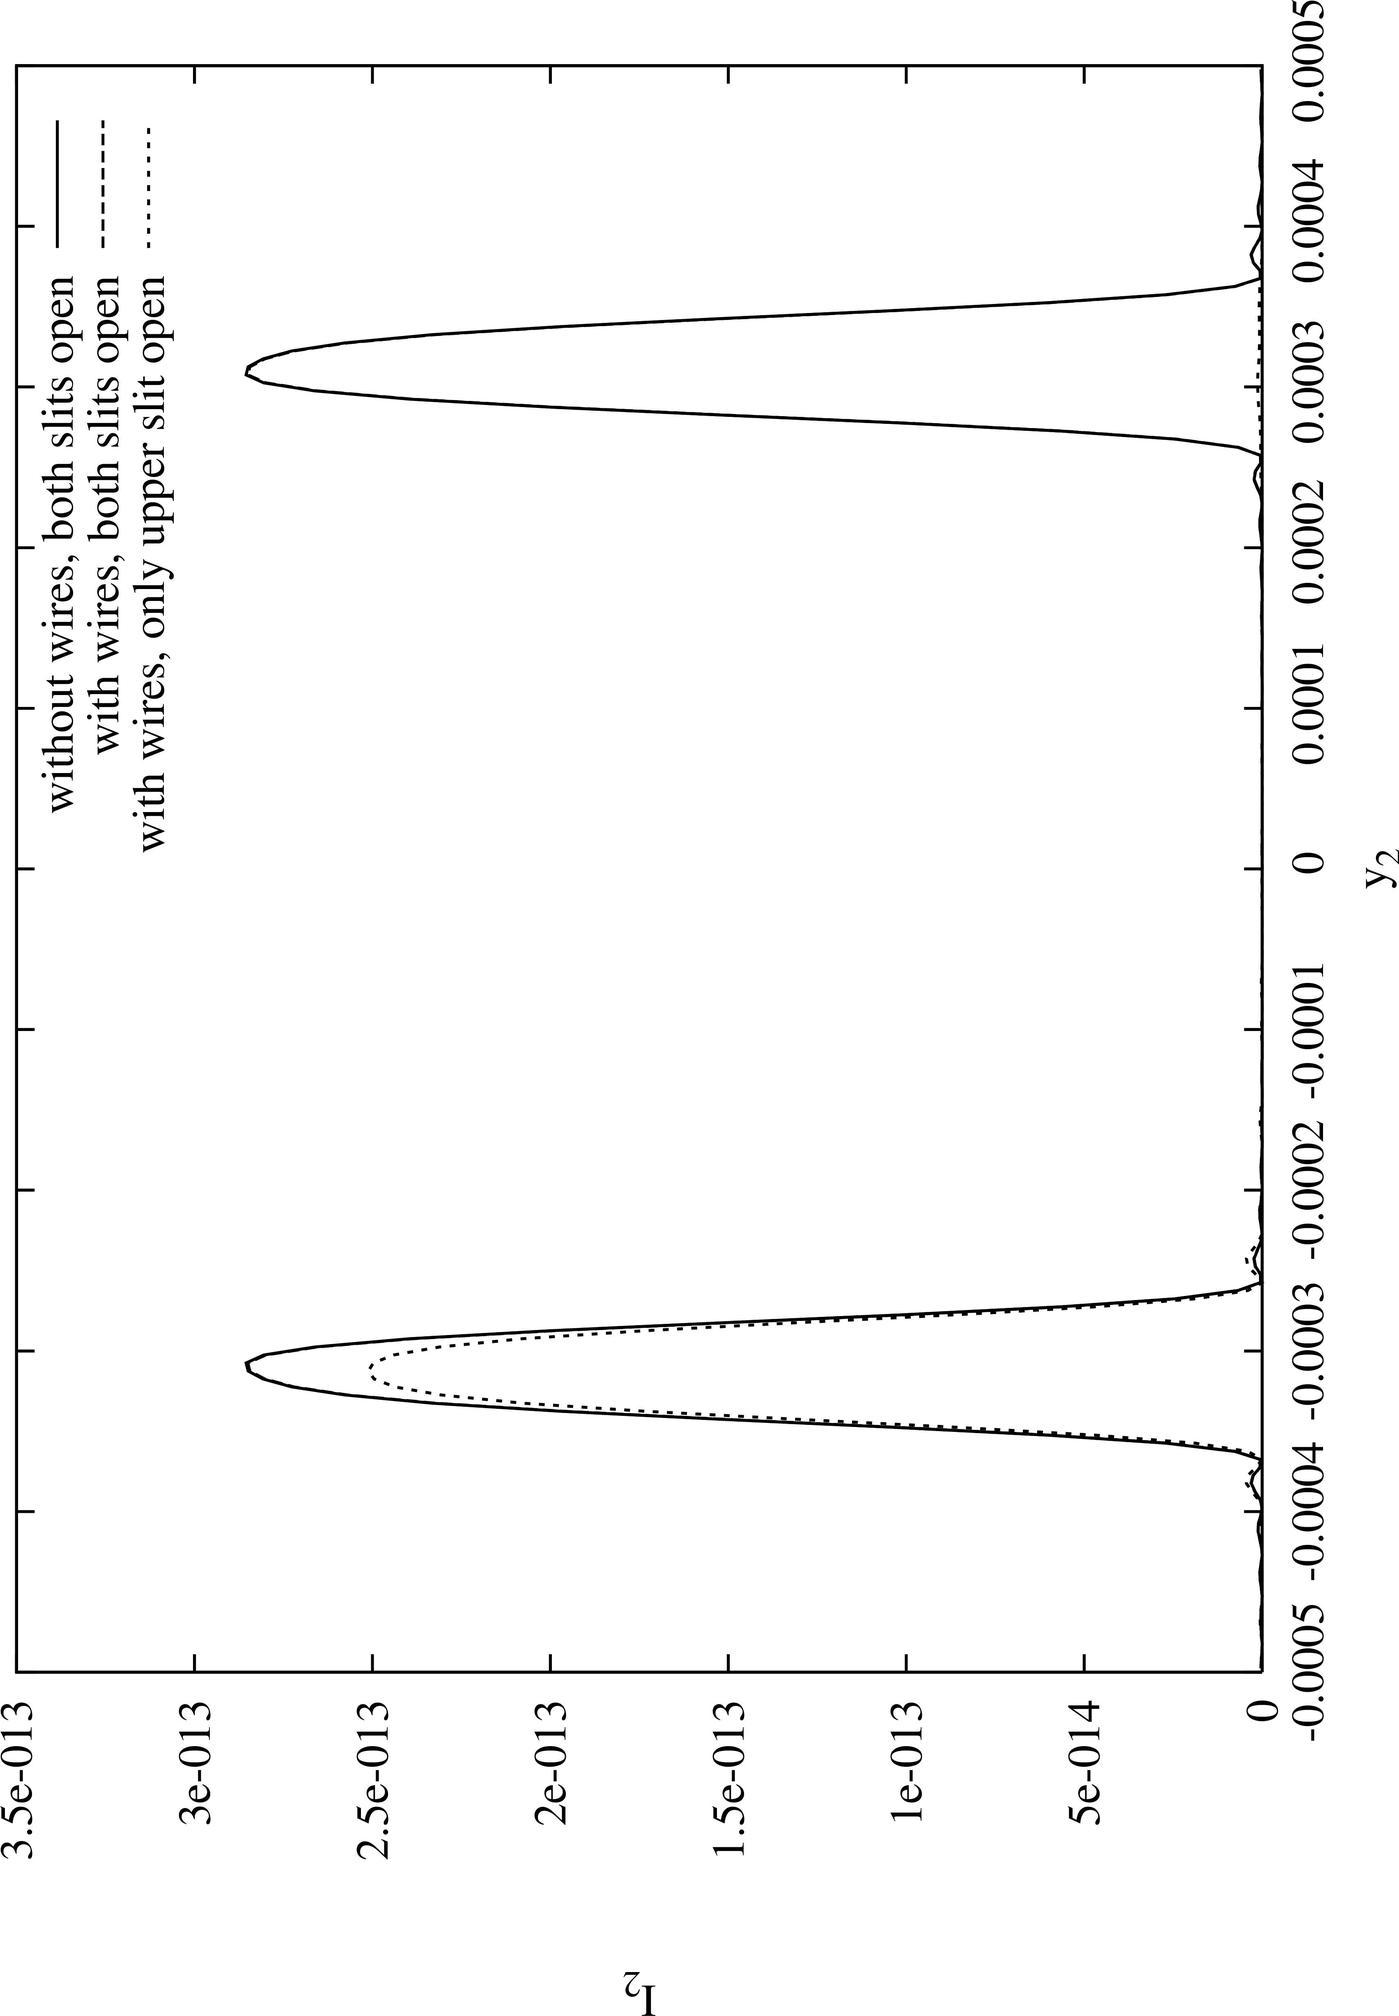 3.5e-013
3e-013
2.5e-013
2e-013
1.5e-013
1e-013
5e-014
0
I2
without wires, both slits open
with wires, both slits open
with wires, only upper slit open
-0.0005 -0.0004 -0.0003 -0.0002 -0.0001 0 0.0001 0.0002 0.0003 0.0004 0.0005
y2